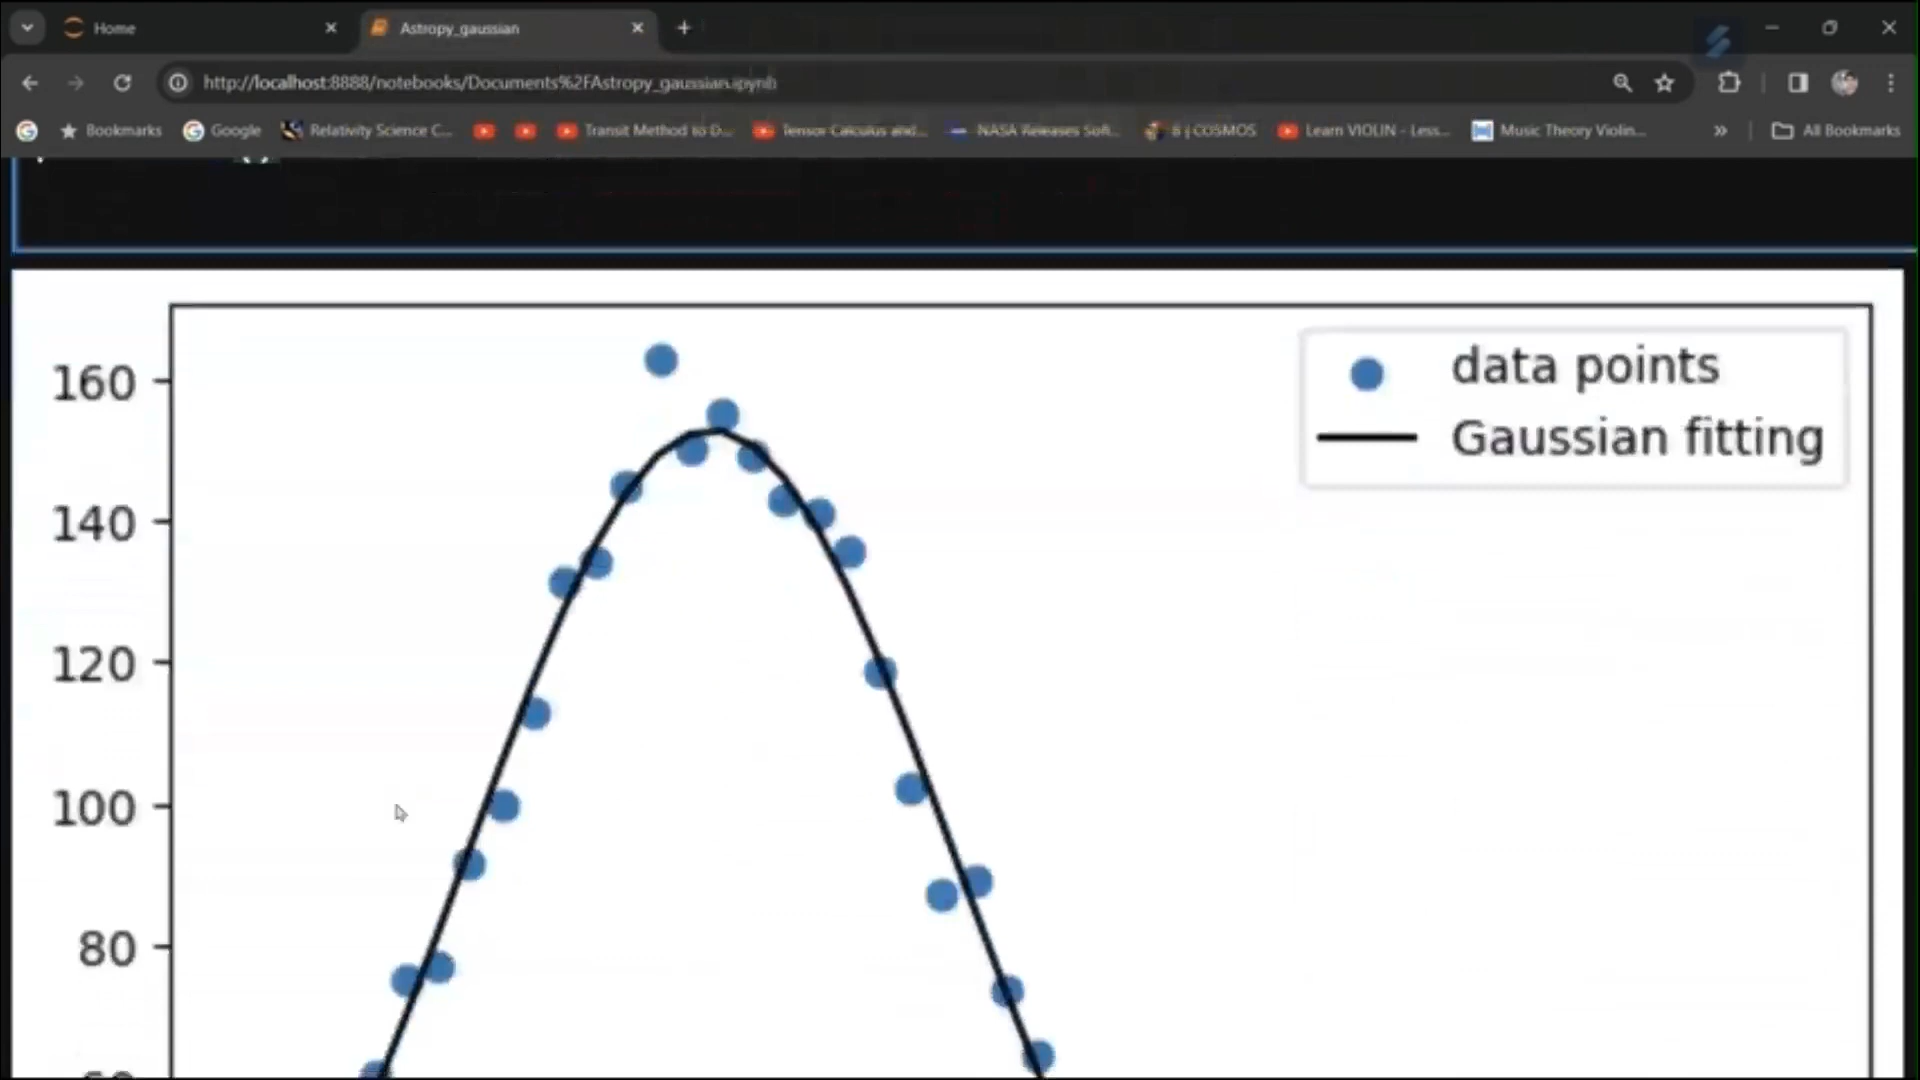 Home
Astropy_gaussian
http://localhost:8888/notebooks/Documents%2FAstropy_gaussian.ipynb
Bookmarks
Google
Relativity Science C...
Transit Method to D...
Tensor Calculus and...
NASA Releases Soft...
8 | COSMOS
Learn VIOLIN - Less...
Music Theory Violin...
»
All Bookmarks
()
160
140
120
100
80
data points
Gaussian fitting